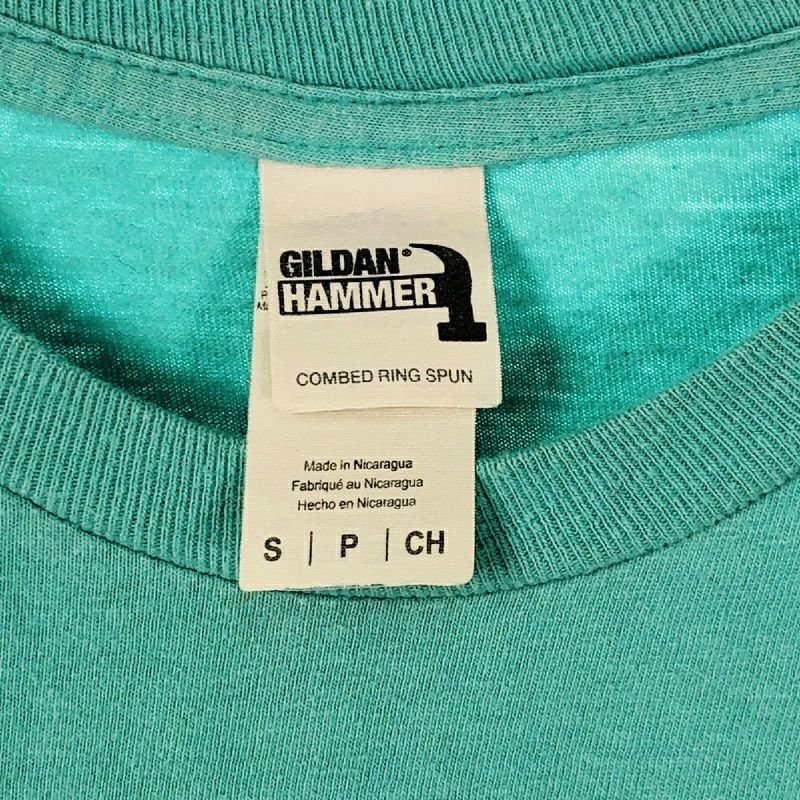 GILDAN®
HAMMER
COMBED RING SPUN
Made in Nicaragua
Fabriqué au Nicaragua
Hecho en Nicaragua
S | P | CH